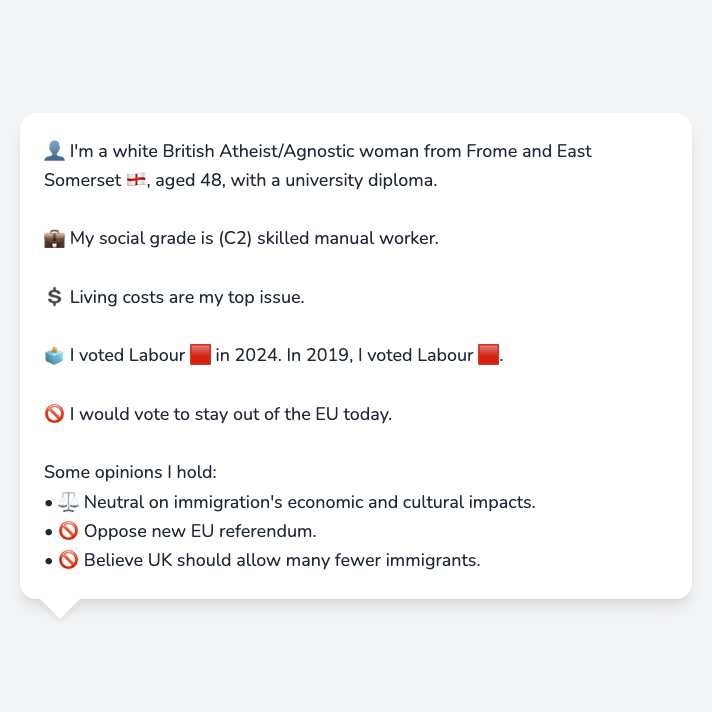 👤 I'm a white British Atheist/Agnostic woman from Frome and East
Somerset 🏴󠁧󠁢󠁥󠁮󠁧󠁿, aged 48, with a university diploma.
💼 My social grade is (C2) skilled manual worker.
💲 Living costs are my top issue.
🗳️ I voted Labour 🟥 in 2024. In 2019, I voted Labour 🟥.
🚫 I would vote to stay out of the EU today.
Some opinions I hold:
• ⚖️ Neutral on immigration's economic and cultural impacts.
• 🚫 Oppose new EU referendum.
• 🚫 Believe UK should allow many fewer immigrants.